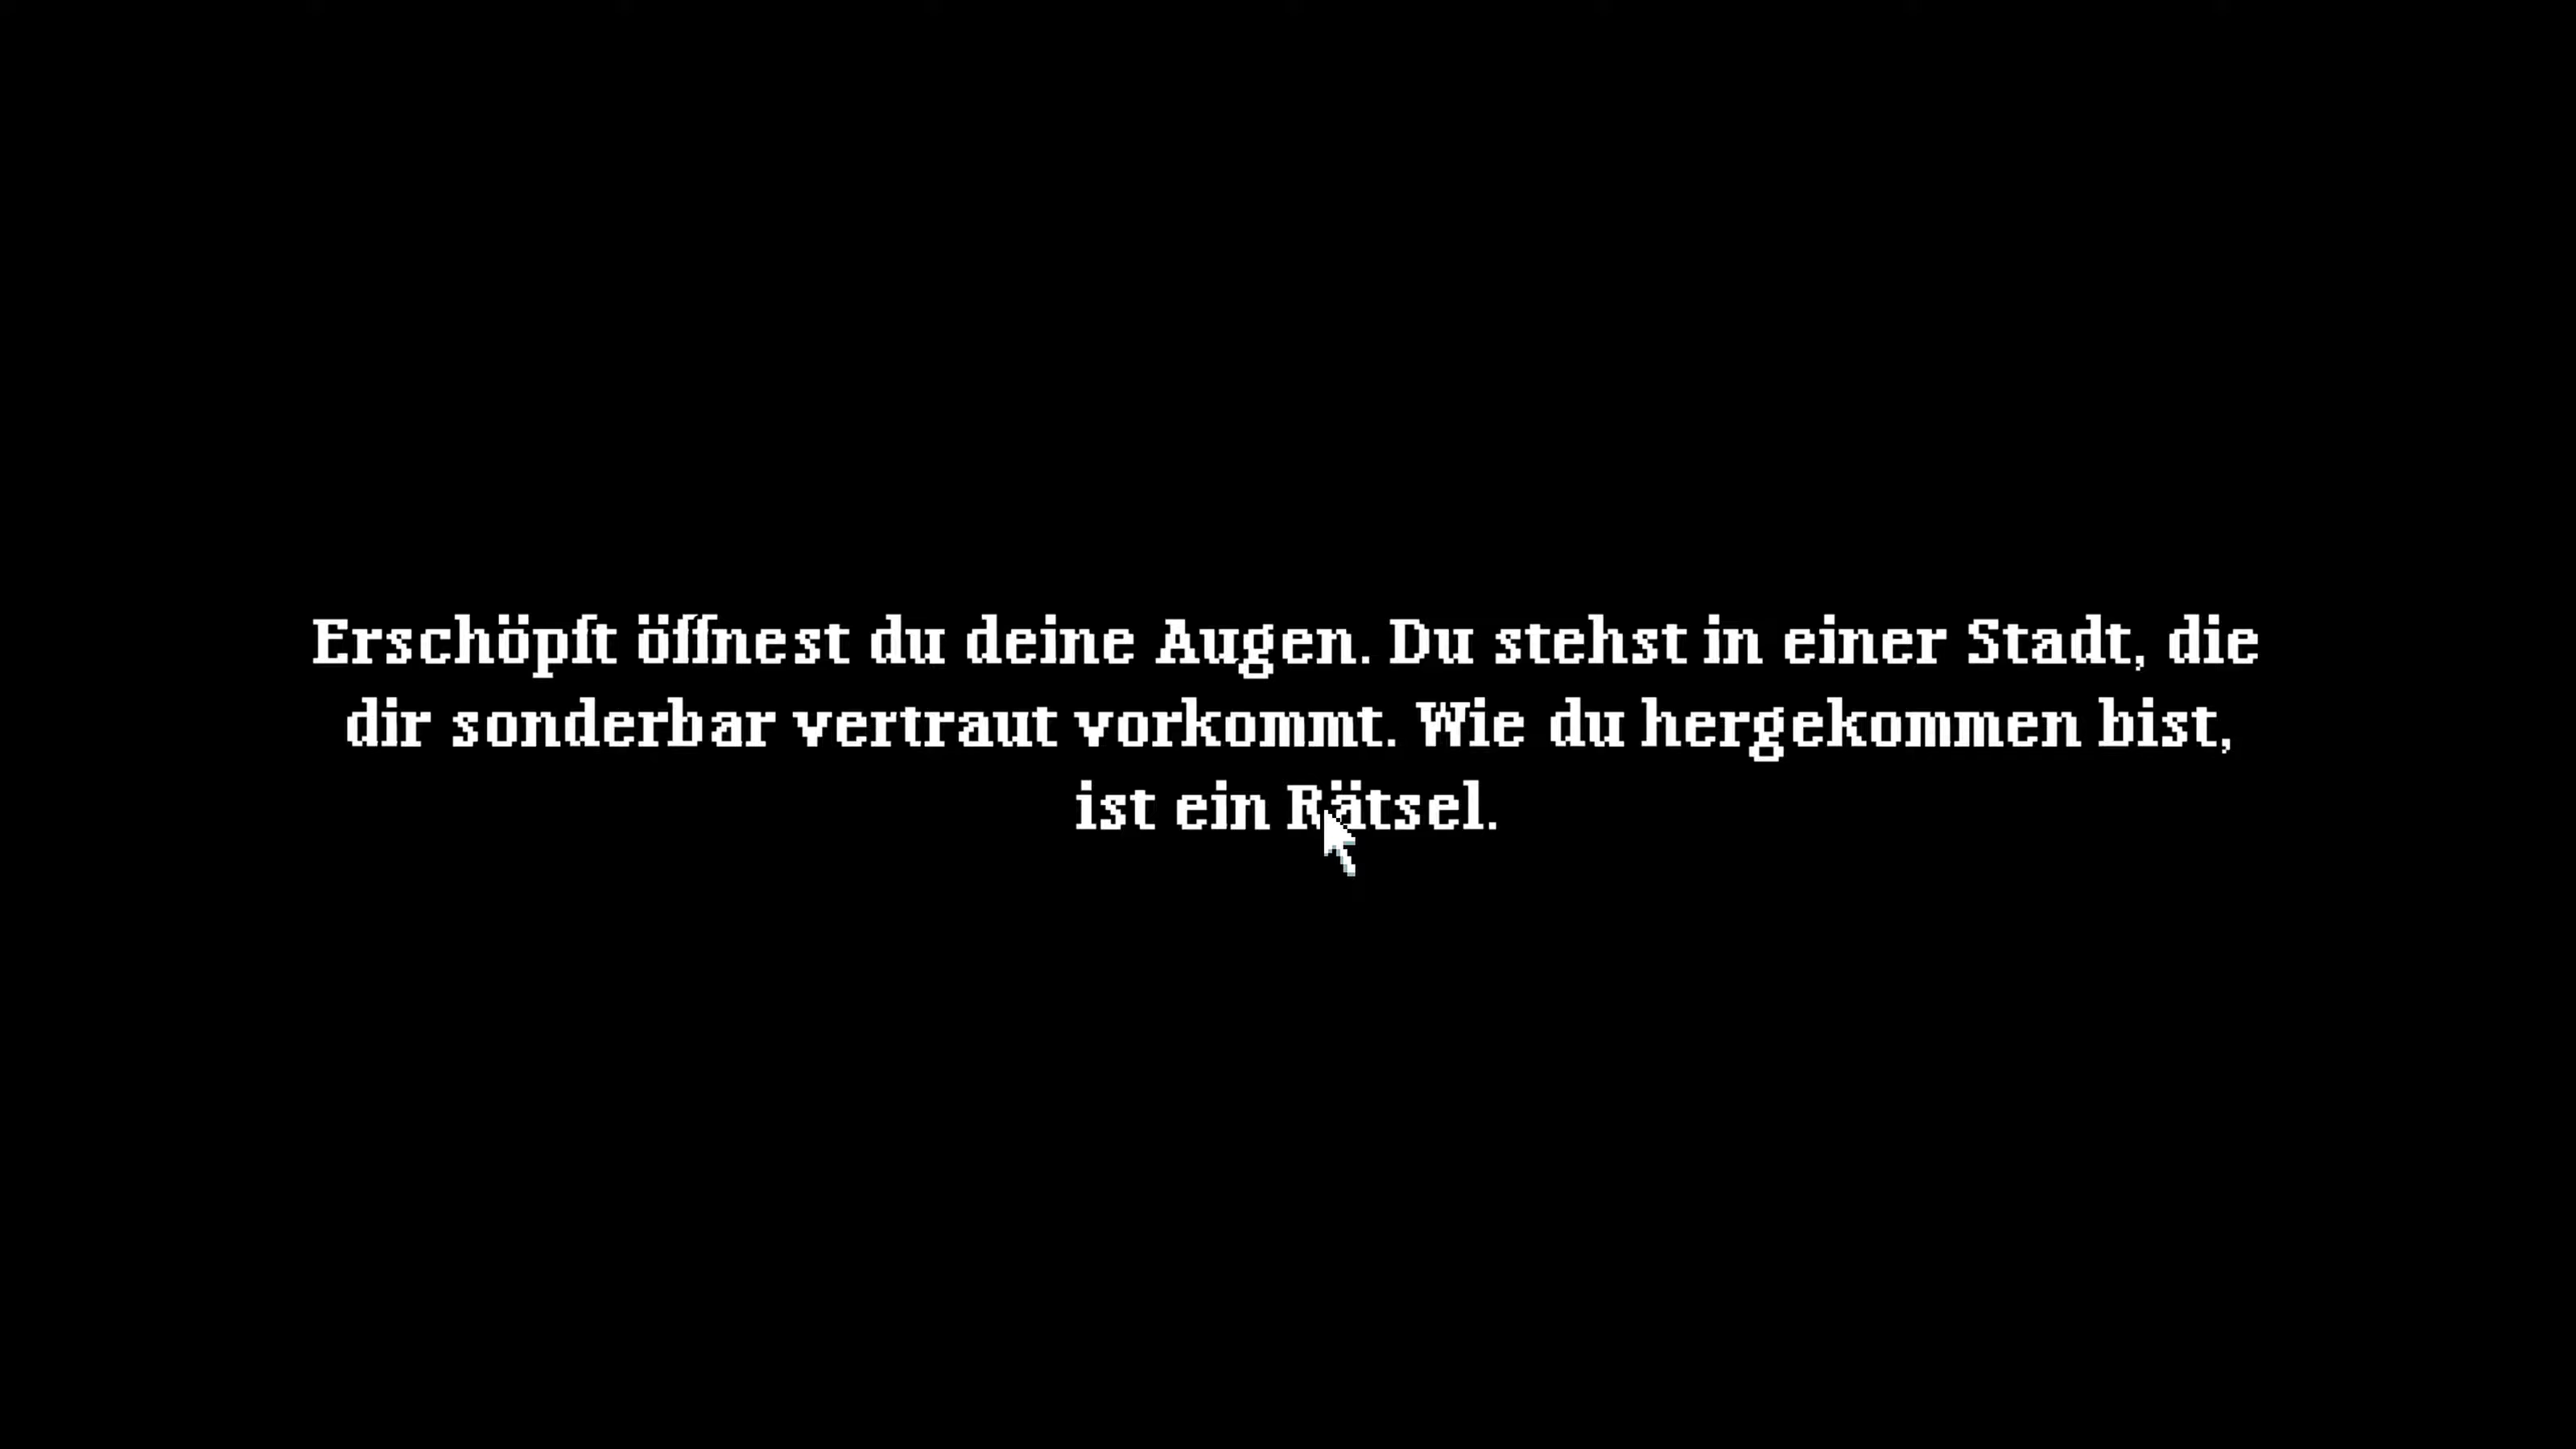 Erschöpft öffnest du deine Augen. Du stehst in einer Stadt, die
dir sonderbar vertraut vorkommt. Wie du hergekommen bist,
ist ein Rätsel.